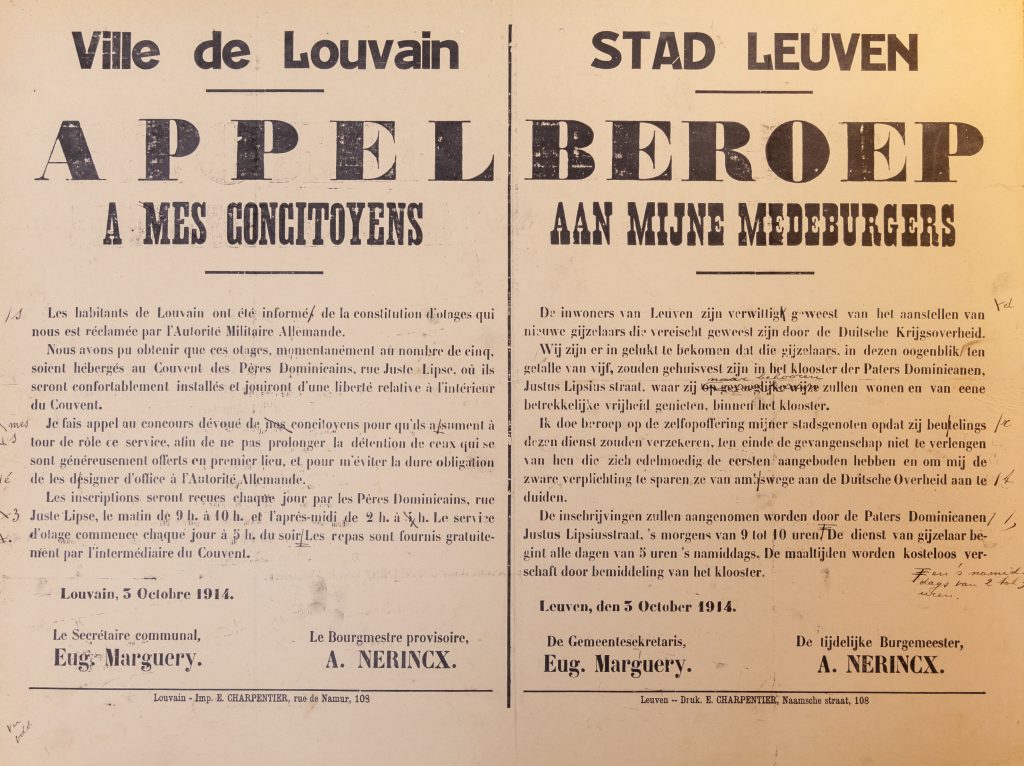 Ville de Louvain
APPEL
A MES CONCITOYENS
Les habitants de Louvain ont été informé de la constitution d'otages qui
nous est réclamée par l'Autorité Militaire Allemande.
Nous avons pu obtenir que ces otages, momentanément au nombre de cinq,
soient hébergés au Couvent des Pères Dominicains, rue Juste Lipse, où ils
seront confortablement installés et jouiront d'une liberté relative à l'intérieur
du Couvent.
Je fais appel au concours dévoué de nos concitoyens pour qu'ils assument à
tour de rôle ce service, afin de ne pas prolonger la détention de ceux qui se
sont généreusement offerts en premier lieu, et pour m'éviter la dure obligation
de les désigner d'office à l'Autorité Allemande.
Les inscriptions seront reçues chaque jour par les Pères Dominicains, rue
Juste Lipse, le matin de 9 h. à 10 h. et l'après-midi de 2 h. à h. Le service
d'otage commence chaque jour à 5 h. du soir Les repas sont fournis gratuite-
ment par l'intermédiaire du Couvent.
Louvain, 3 Octobre 1914.
Le Secrétaire communal,
Eug. Marguery.
Le Bourgmestre provisoire,
A. NERINCX.
Louvain - Imp. E. CHARPENTIER, rue de Namur, 108
s
mes
s
é
3
STAD LEUVEN
BEROEP
AAN MIJNE MEDEBURGERS
De inwoners van Leuven zijn verwittigt geweest van het aanstellen van
nieuwe gijzelaars die vereischt geweest zijn door de Duitsche Krijgsoverheid.
Wij zijn er in gelukt te bekomen dat die gijzelaars, in dezen oogenblik ten
getalle van vijf, zouden gehuisvest zijn in het klooster der Paters Dominicanen,
naar behooren
Justus Lipsius straat, waar zij op gevoeglijke wijze zullen wonen en van eene
betrekkelijke vrijheid genieten, binnen het klooster.
Ik doe beroep op de zelfopoffering mijner stadsgenoten opdat zij beurtelings
dezen dienst zouden verzekeren, ten einde de gevangenschap niet te verlengen
van hen die zich edelmoedig de eersten aangeboden hebben en om mij de
zware verplichting te sparen ze van ambswege aan de Duitsche Overheid aan te
duiden.
De inschrijvingen zullen aangenomen worden door de Paters Dominicanen
Justus Lipsiusstraat, 's morgens van 9 tot 10 uren De dienst van gijzelaar be-
gint alle dagen van 5 uren 's namiddags. De maaltijden worden kosteloos ver-
schaft door bemiddeling van het klooster.
en 's namid-
dags van 2 tot 3
uren.
d
Leuven, den 3 October 1914.
De Gemeentesekretaris,
Eug. Marguery.
De tijdelijke Burgemeester,
A. NERINCX.
Leuven -- Druk. E. CHARPENTIER, Naamsche straat, 108